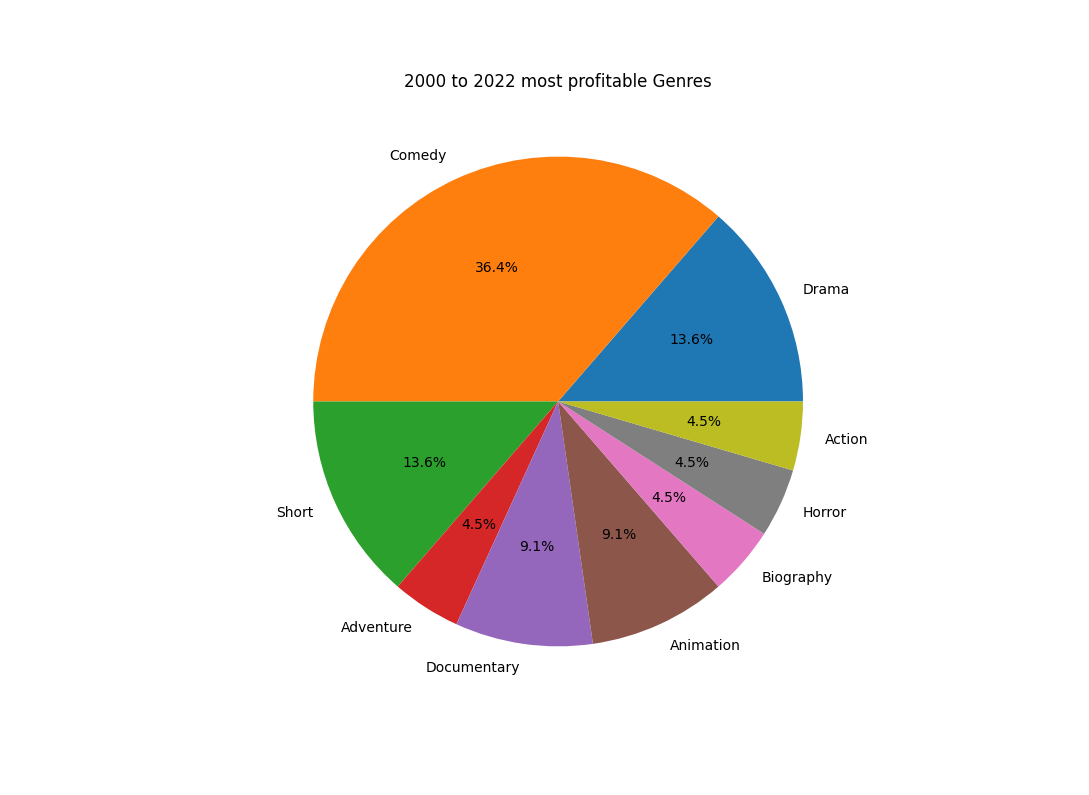 2000 to 2022 most profitable Genres
Comedy
36.4%
Drama
13.6%
4.5%
Action
13.6%
4.5%
Short
4.5%
Horror
4.5%
9.1%
9.1%
Biography
Adventure
Animation
Documentary